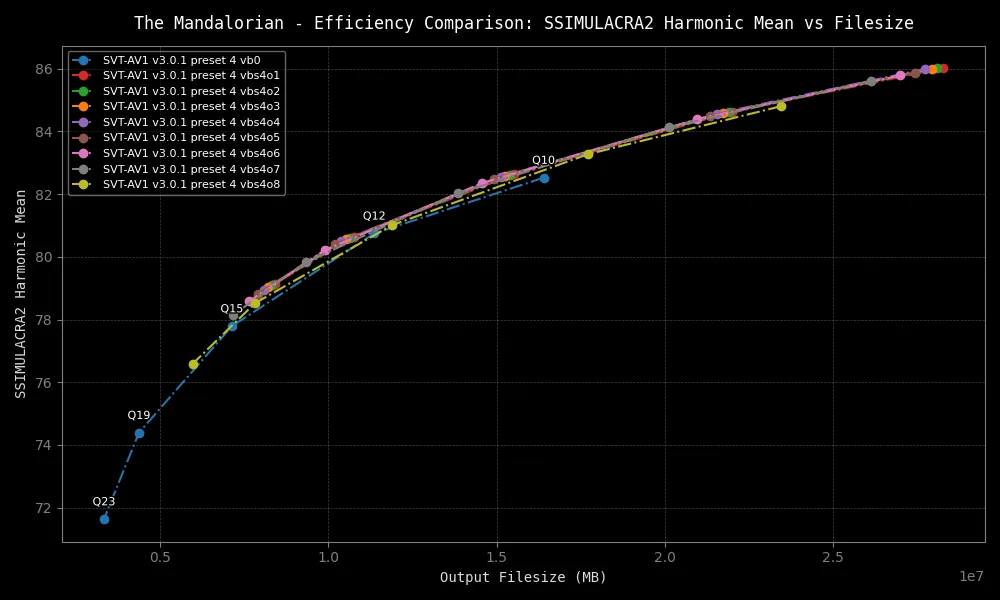 The Mandalorian - Efficiency Comparison: SSIMULACRA2 Harmonic Mean vs Filesize
SVT-AV1 v3.0.1 preset 4 vb0
SVT-AV1 v3.0.1 preset 4 vbs4o1
SVT-AV1 v3.0.1 preset 4 vbs4o2
SVT-AV1 v3.0.1 preset 4 vbs4o3
SVT-AV1 v3.0.1 preset 4 vbs4o4
SVT-AV1 v3.0.1 preset 4 vbs4o5
SVT-AV1 v3.0.1 preset 4 vbs4o6
SVT-AV1 v3.0.1 preset 4 vbs4o7
SVT-AV1 v3.0.1 preset 4 vbs4o8
86
84
82
80
78
76
74
72
SSIMULACRA2 Harmonic Mean
Q10
Q12
Q15
Q19
Q23
0.5
1.0
1.5
2.0
2.5
1e7
Output Filesize (MB)